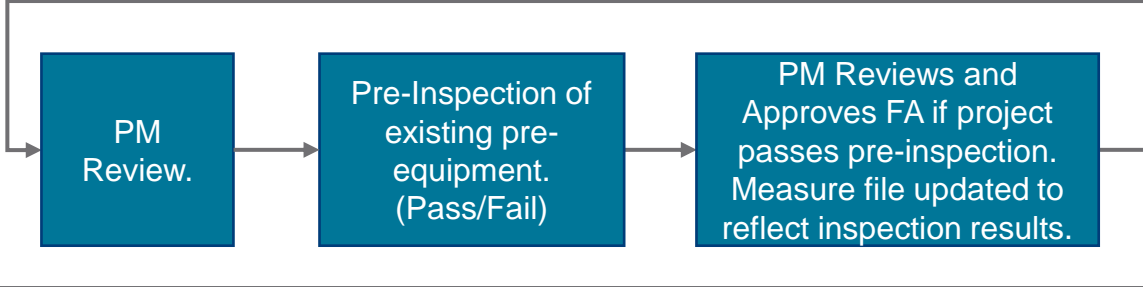 PM
Review.
Pre-Inspection of
existing pre-
equipment.
(Pass/Fail)
PM Reviews and
Approves FA if project
passes pre-inspection.
Measure file updated to
reflect inspection results.